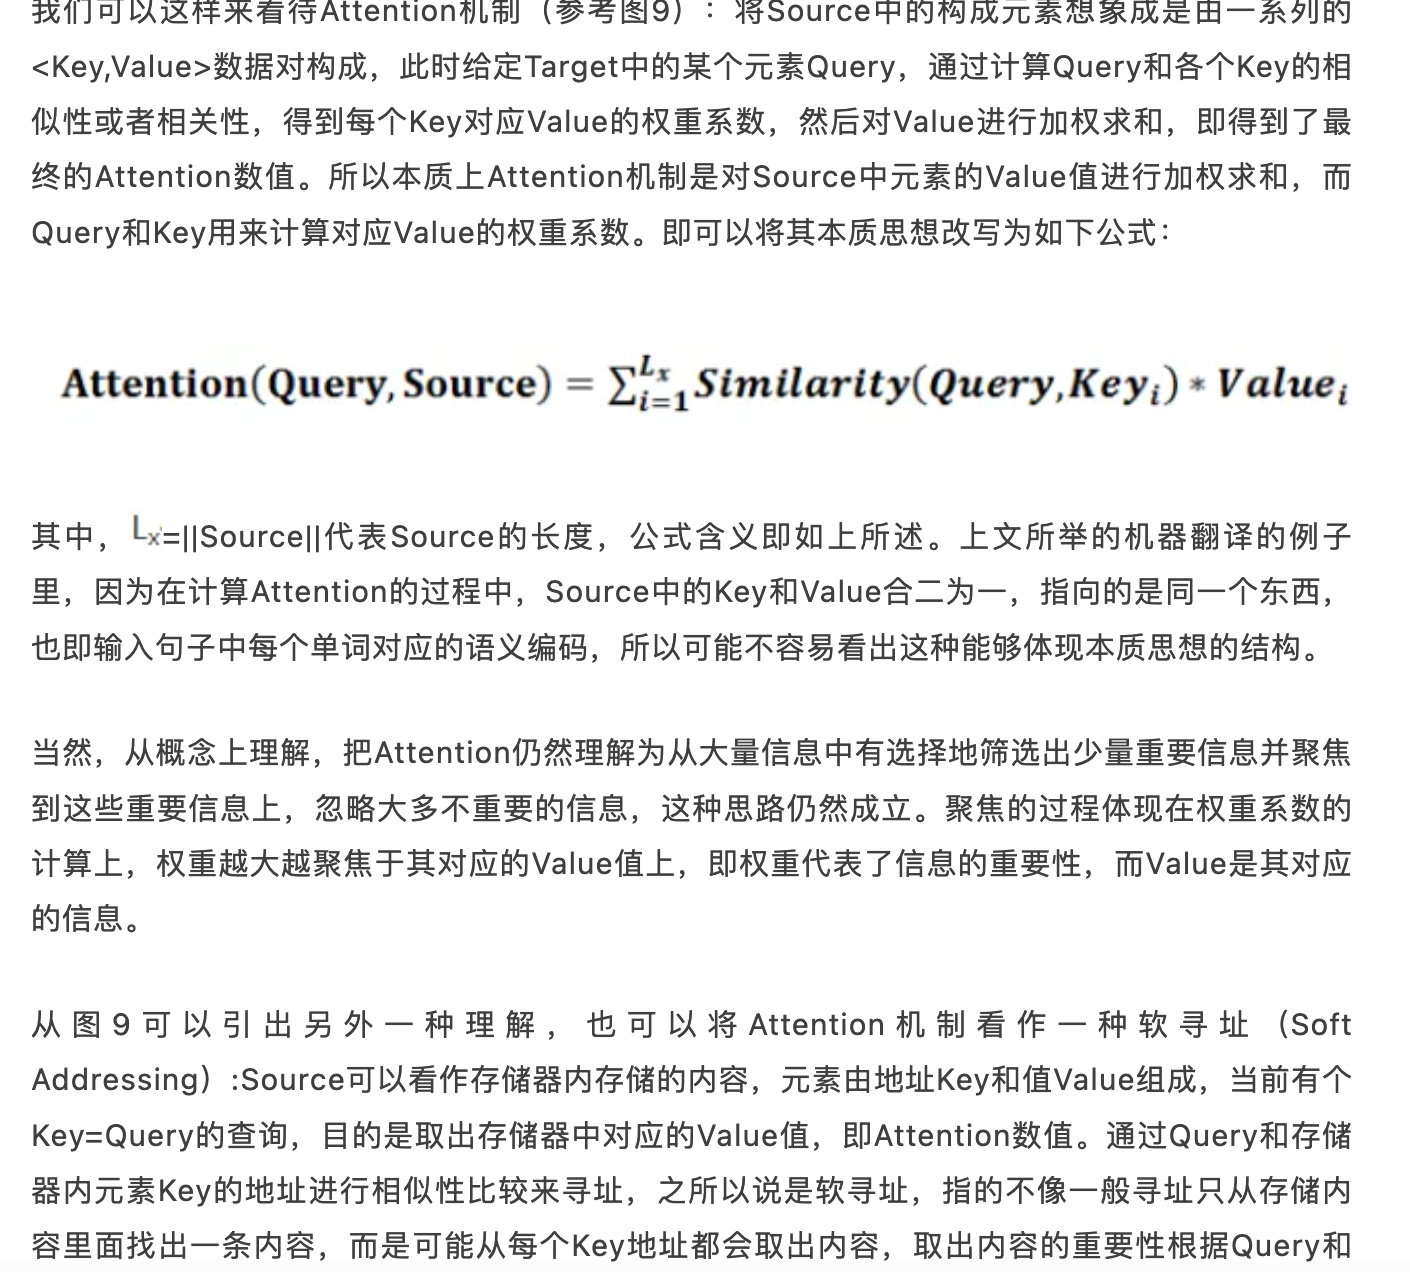 我们可以这样来看待Attention机制（参考图9）：将Source中的构成元素想象成是由一系列的
<Key,Value>数据对构成，此时给定Target中的某个元素Query，通过计算Query和各个Key的相
似性或者相关性，得到每个Key对应Value的权重系数，然后对Value进行加权求和，即得到了最
终的Attention数值。所以本质上Attention机制是对Source中元素的Value值进行加权求和，而
Query和Key用来计算对应Value的权重系数。即可以将其本质思想改写为如下公式：
Attention(Query, Source) = ∑_{i=1}^{L_x} Similarity(Query, Key_i) * Value_i
其中，L_x=||Source||代表Source的长度，公式含义即如上所述。上文所举的机器翻译的例子
里，因为在计算Attention的过程中，Source中的Key和Value合二为一，指向的是同一个东西，
也即输入句子中每个单词对应的语义编码，所以可能不容易看出这种能够体现本质思想的结构。
当然，从概念上理解，把Attention仍然理解为从大量信息中有选择地筛选出少量重要信息并聚焦
到这些重要信息上，忽略大多不重要的信息，这种思路仍然成立。聚焦的过程体现在权重系数的
计算上，权重越大越聚焦于其对应的Value值上，即权重代表了信息的重要性，而Value是其对应
的信息。
从图9可以引出另外一种理解，也可以将Attention机制看作一种软寻址（Soft
Addressing）:Source可以看作存储器内存储的内容，元素由地址Key和值Value组成，当前有个
Key=Query的查询，目的是取出存储器中对应的Value值，即Attention数值。通过Query和存储
器内元素Key的地址进行相似性比较来寻址，之所以说是软寻址，指的不像一般寻址只从存储内
容里面找出一条内容，而是可能从每个Key地址都会取出内容，取出内容的重要性根据Query和